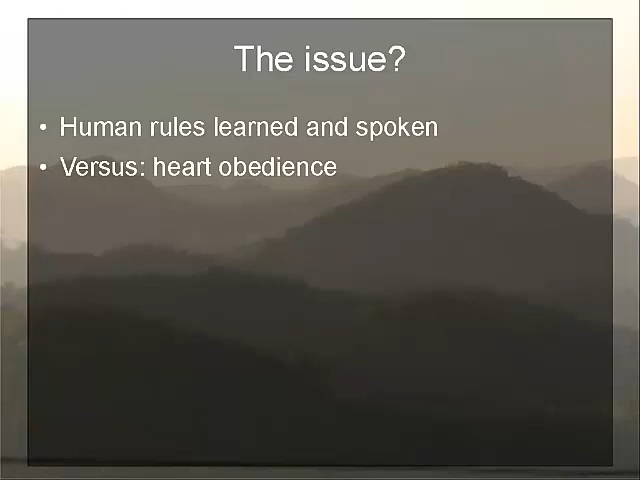 The issue?
• Human rules learned and spoken
• Versus: heart obedience